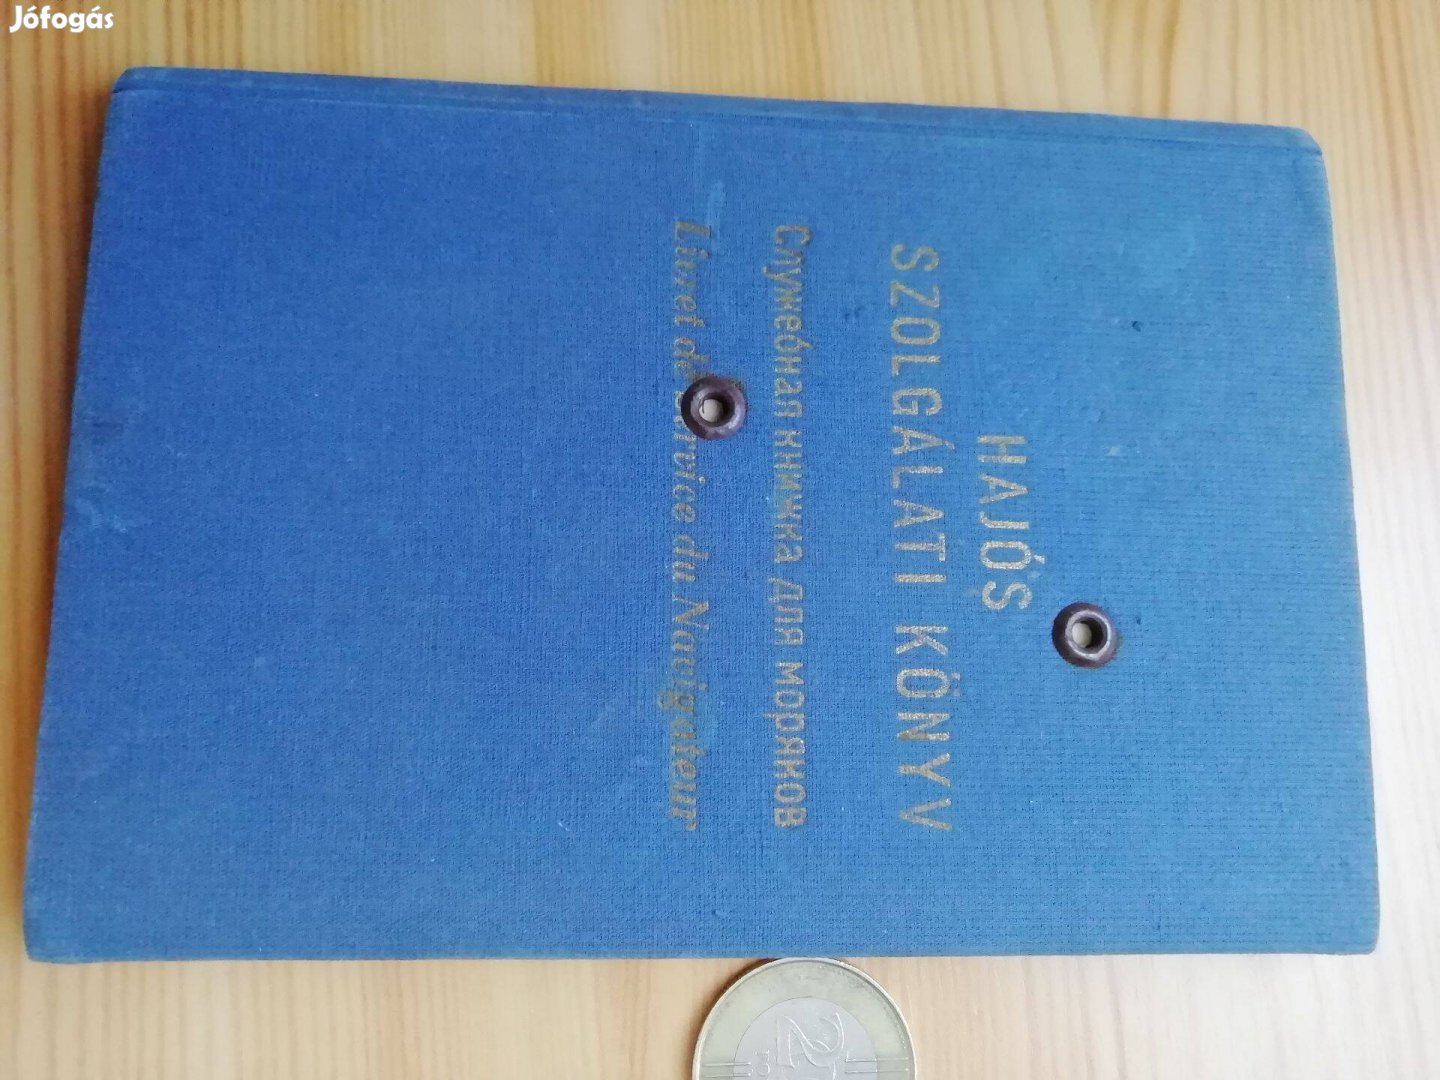 Jófogás
HAJÓS
SZOLGÁLATI KÖNYV
Служебная книжка для моряков
Livret de Service du Navigateur